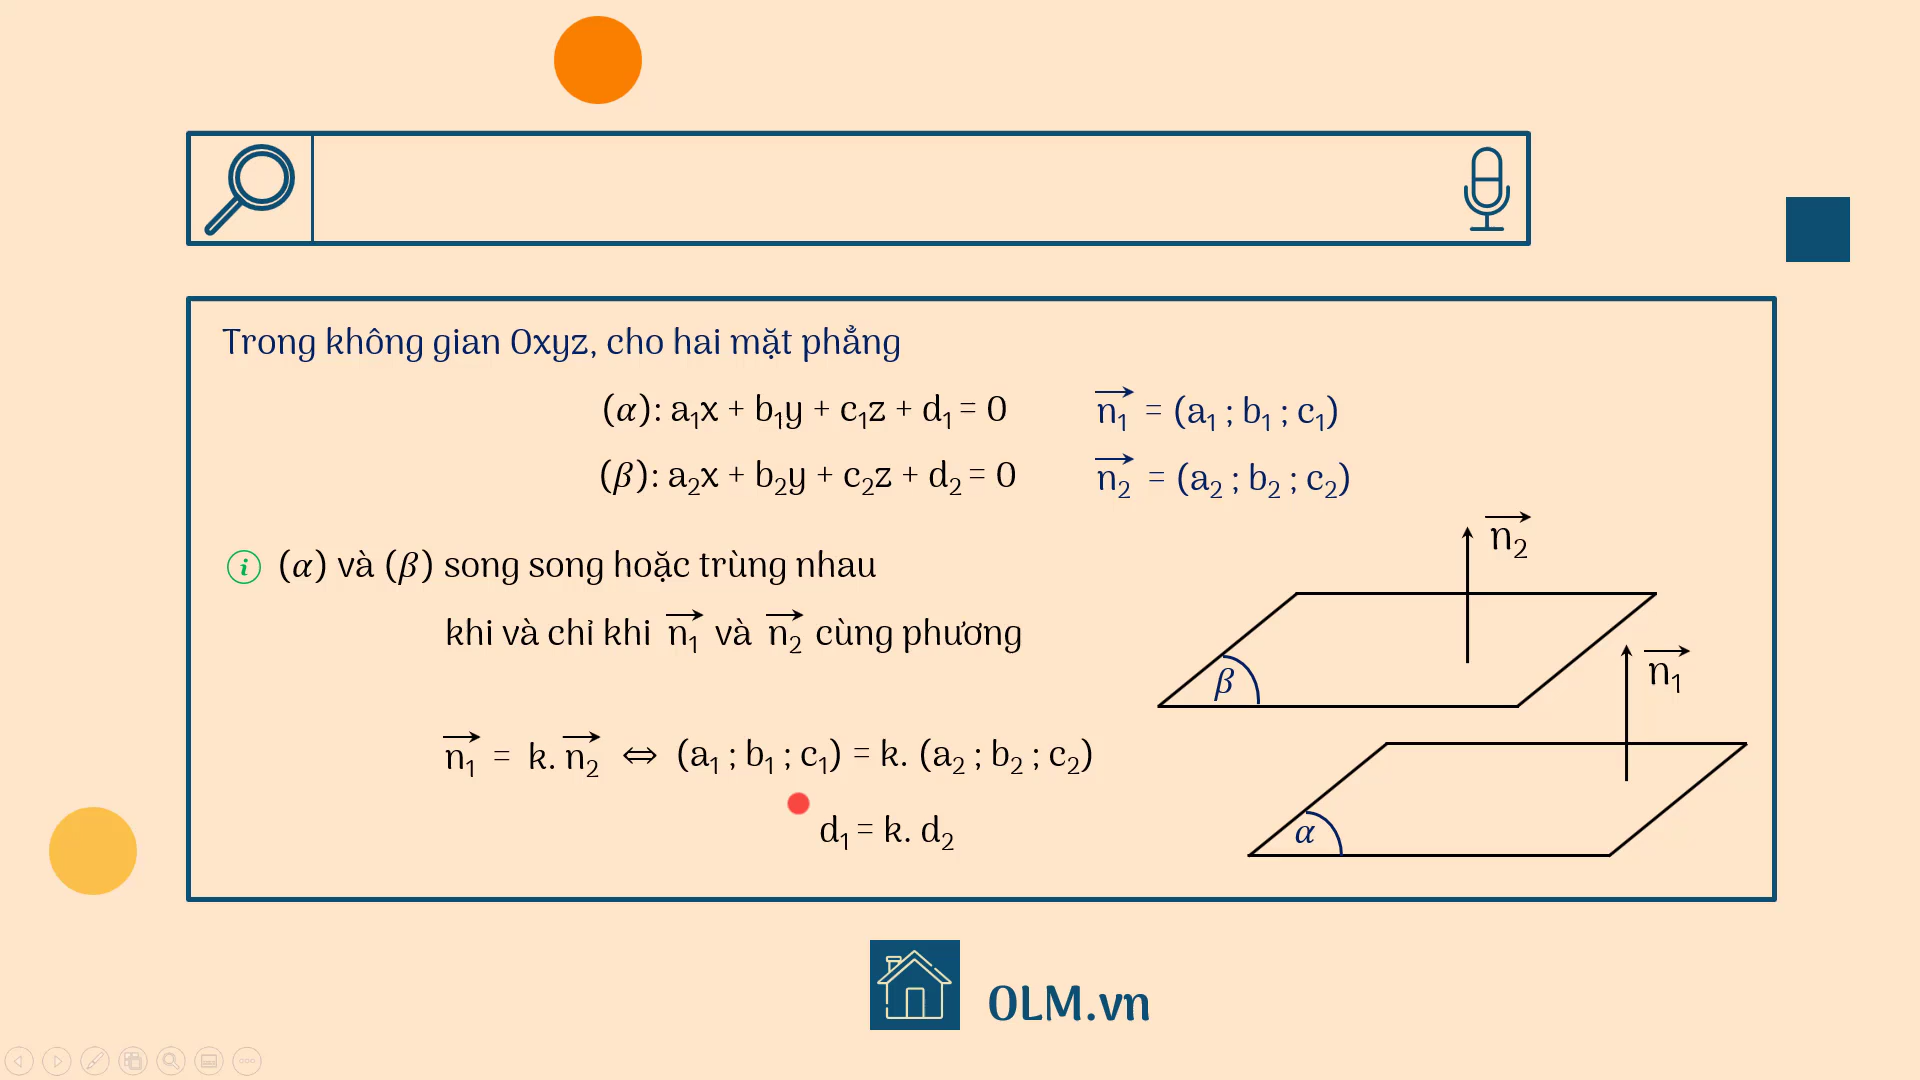 Trong không gian Oxyz, cho hai mặt phẳng
(α): a₁x + b₁y + c₁z + d₁ = 0
n₁⃗ = (a₁ ; b₁ ; c₁)
(β): a₂x + b₂y + c₂z + d₂ = 0
n₂⃗ = (a₂ ; b₂ ; c₂)
i (α) và (β) song song hoặc trùng nhau
khi và chỉ khi n₁⃗ và n₂⃗ cùng phương
n₁⃗ = k. n₂⃗ ⇔ (a₁ ; b₁ ; c₁) = k. (a₂ ; b₂ ; c₂)
d₁ = k. d₂
n₂⃗
β
n₁⃗
α
OLM.vn